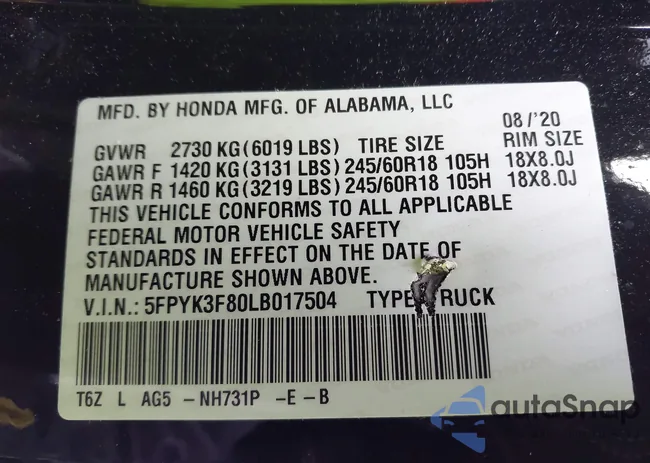 MFD. BY HONDA MFG. OF ALABAMA, LLC
08/'20
GVWR 2730 KG(6019 LBS) TIRE SIZE RIM SIZE
GAWR F 1420 KG(3131 LBS) 245/60R18 105H 18X8.0J
GAWR R 1460 KG(3219 LBS) 245/60R18 105H 18X8.0J
THIS VEHICLE CONFORMS TO ALL APPLICABLE
FEDERAL MOTOR VEHICLE SAFETY
STANDARDS IN EFFECT ON THE DATE OF
MANUFACTURE SHOWN ABOVE.
V.I.N.: 5FPYK3F80LB017504 TYPE TRUCK
T6Z L AG5 -NH731P -E -B
autoSnap